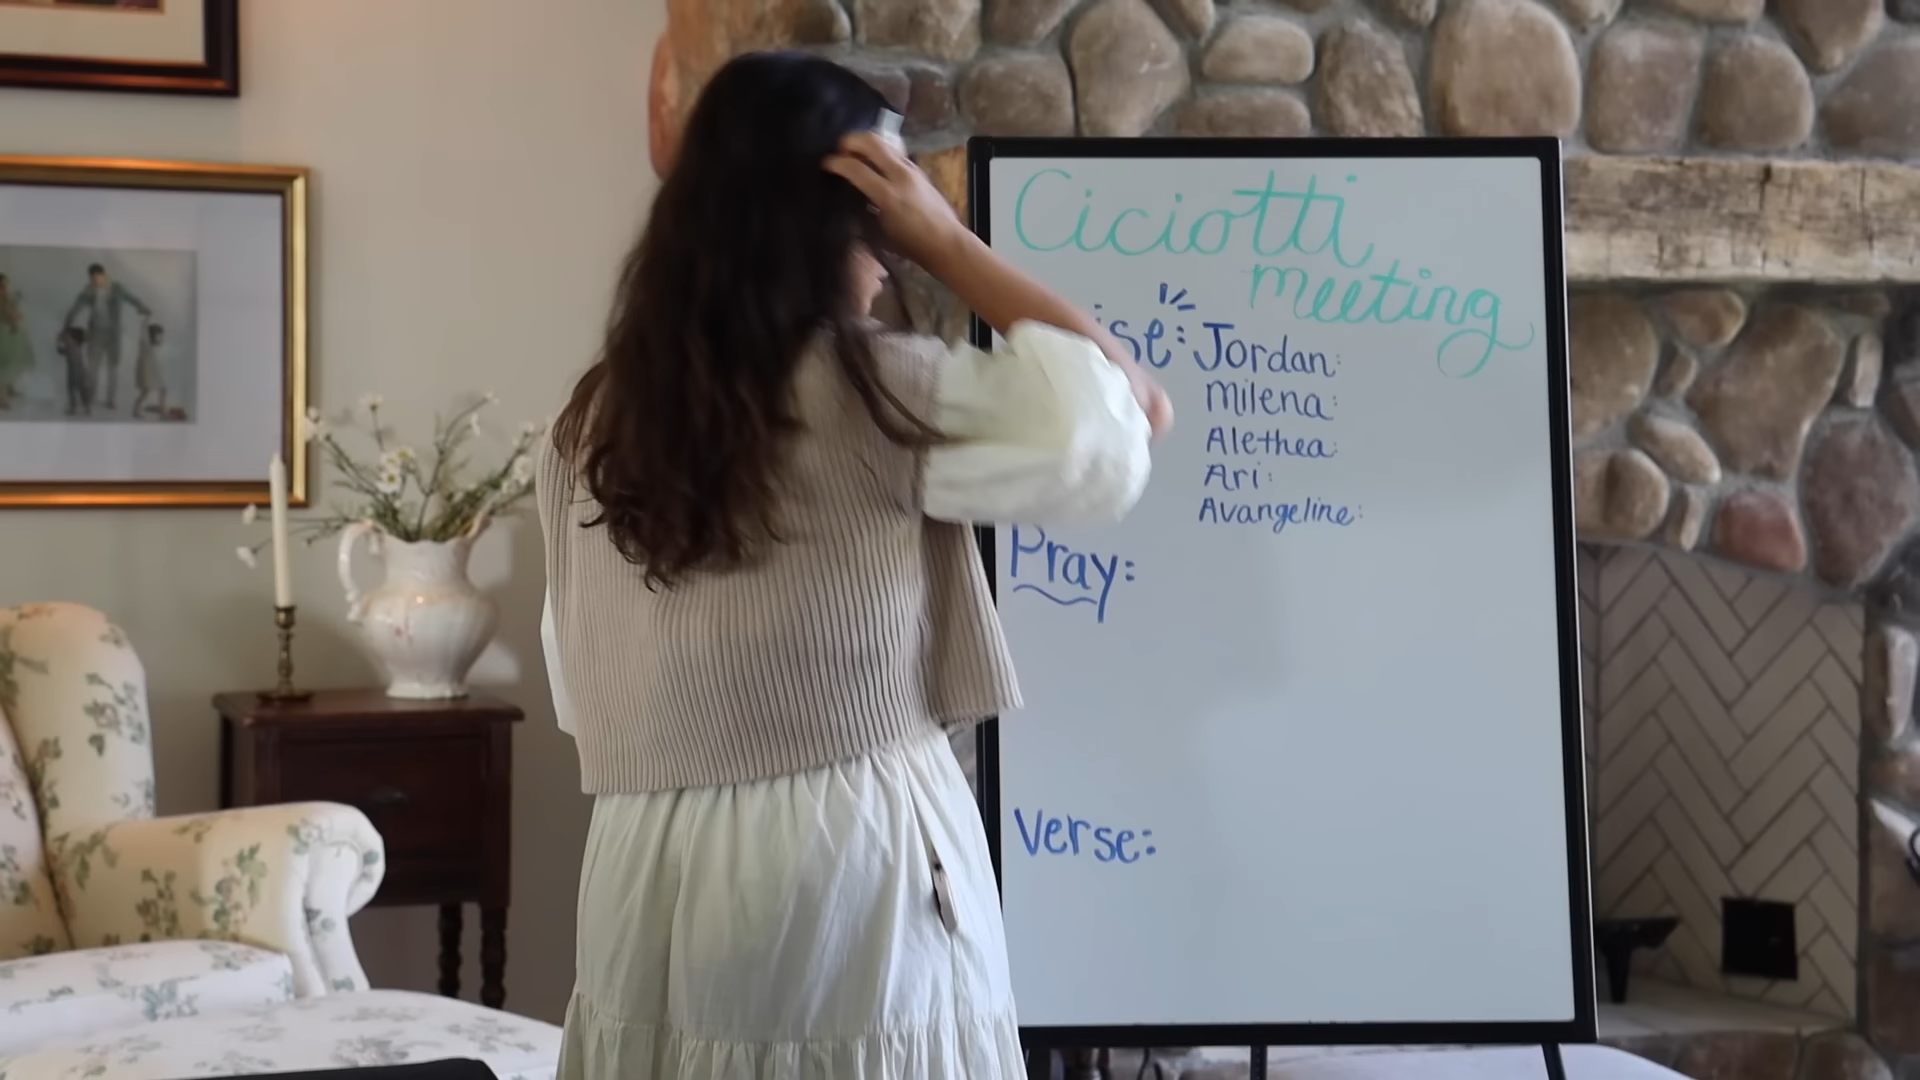 Ciciotti
meeting
Jordan:
Milena:
Alethea:
Ari:
Avangeline:
Pray:
Verse: